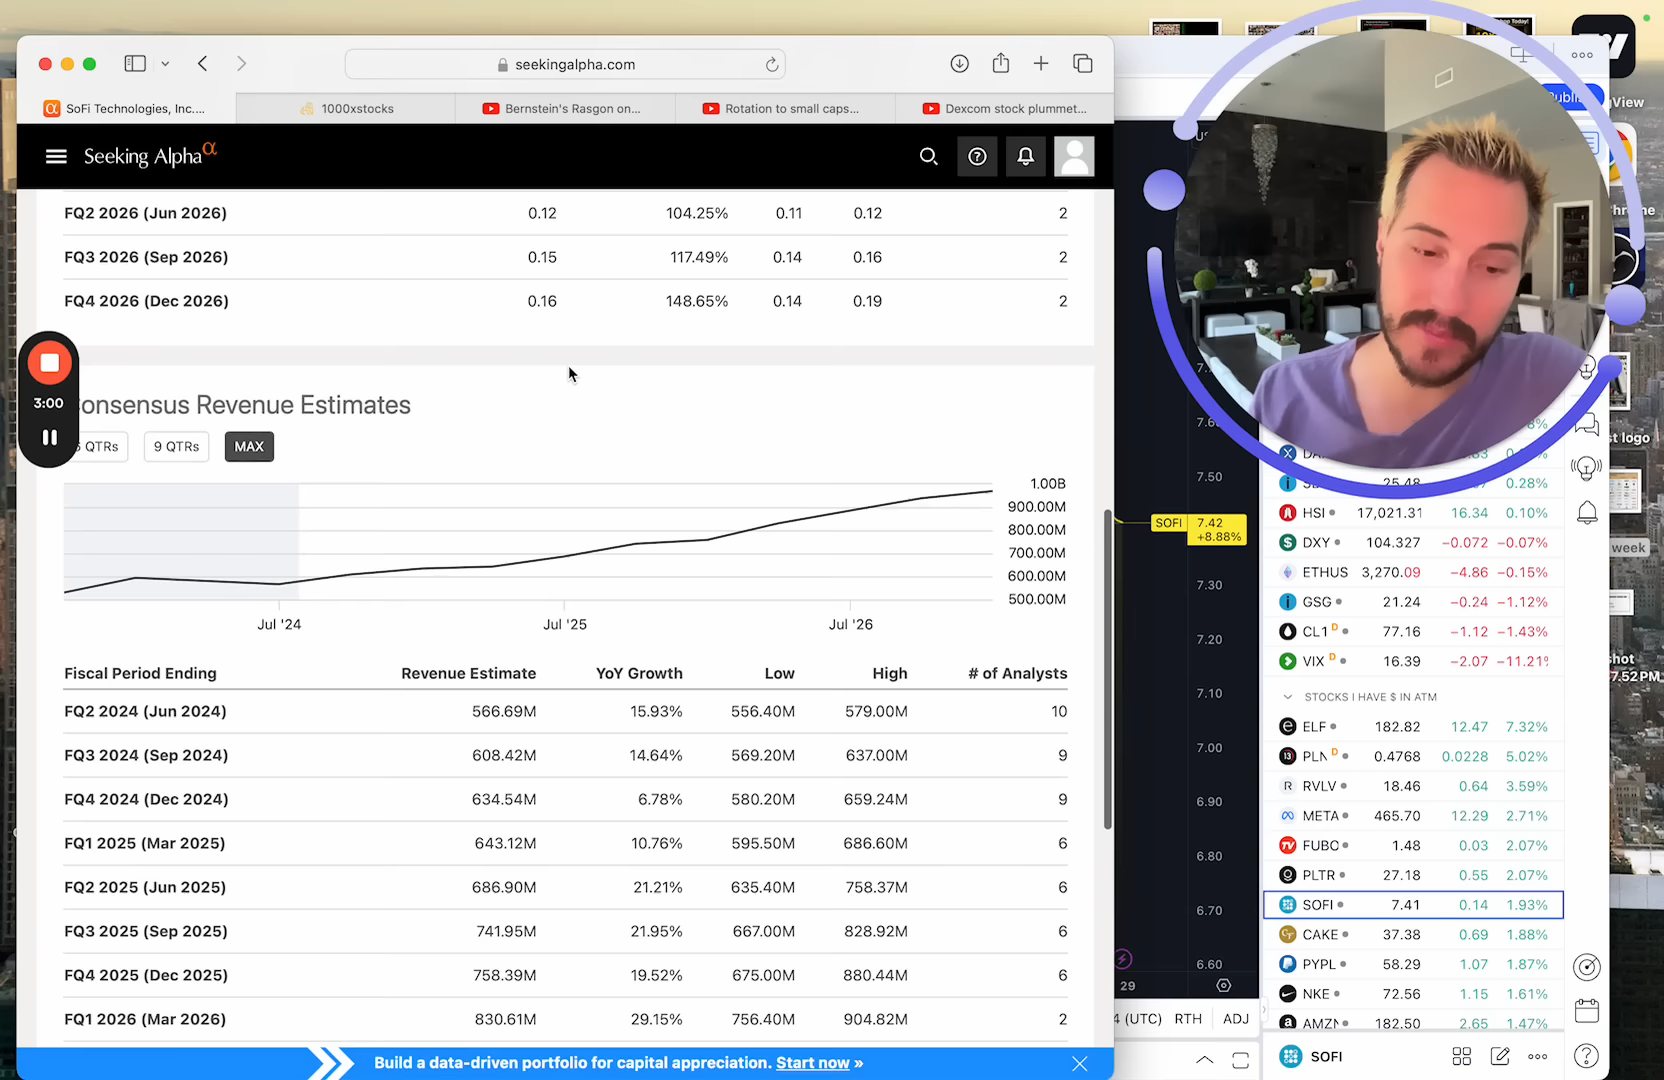 seekingalpha.com
SoFi Technologies, Inc....
1000xstocks
Bernstein's Rasgon on...
Rotation to small caps...
Dexcom stock plummet...
Seeking Alpha α
FQ2 2026 (Jun 2026) 0.12 104.25% 0.11 0.12 2
FQ3 2026 (Sep 2026) 0.15 117.49% 0.14 0.16 2
FQ4 2026 (Dec 2026) 0.16 148.65% 0.14 0.19 2
3:00
onsensus Revenue Estimates
QTRs 9 QTRs MAX
1.00B
900.00M
800.00M
700.00M
600.00M
500.00M
Jul '24 Jul '25 Jul '26
Fiscal Period Ending Revenue Estimate YoY Growth Low High # of Analysts
FQ2 2024 (Jun 2024) 566.69M 15.93% 556.40M 579.00M 10
FQ3 2024 (Sep 2024) 608.42M 14.64% 569.20M 637.00M 9
FQ4 2024 (Dec 2024) 634.54M 6.78% 580.20M 659.24M 9
FQ1 2025 (Mar 2025) 643.12M 10.76% 595.50M 686.60M 6
FQ2 2025 (Jun 2025) 686.90M 21.21% 635.40M 758.37M 6
FQ3 2025 (Sep 2025) 741.95M 21.95% 667.00M 828.92M 6
FQ4 2025 (Dec 2025) 758.39M 19.52% 675.00M 880.44M 6
FQ1 2026 (Mar 2026) 830.61M 29.15% 756.40M 904.82M 2
Build a data-driven portfolio for capital appreciation. Start now »
7.50
SOFI 7.42
+8.88%
7.30
7.20
7.10
7.00
6.90
6.80
6.70
6.60
29
(UTC) RTH ADJ
25.48 0.28%
HSI 17,021.31 16.34 0.10%
DXY 104.327 −0.072 −0.07%
ETHUS 3,270.09 −4.86 −0.15%
GSG 21.24 −0.24 −1.12%
CL1 D 77.16 −1.12 −1.43%
VIX D 16.39 −2.07 −11.21%
STOCKS I HAVE $ IN ATM
ELF 182.82 12.47 7.32%
PLN D 0.4768 0.0228 5.02%
RVLV 18.46 0.64 3.59%
META 465.70 12.29 2.71%
FUBO 1.48 0.03 2.07%
PLTR 27.18 0.55 2.07%
SOFI 7.41 0.14 1.93%
CAKE 37.38 0.69 1.88%
PYPL 58.29 1.07 1.87%
NKE 72.56 1.15 1.61%
AMZN 182.50 2.65 1.47%
SOFI
View
hrome
st logo
week
shot
7.52 PM